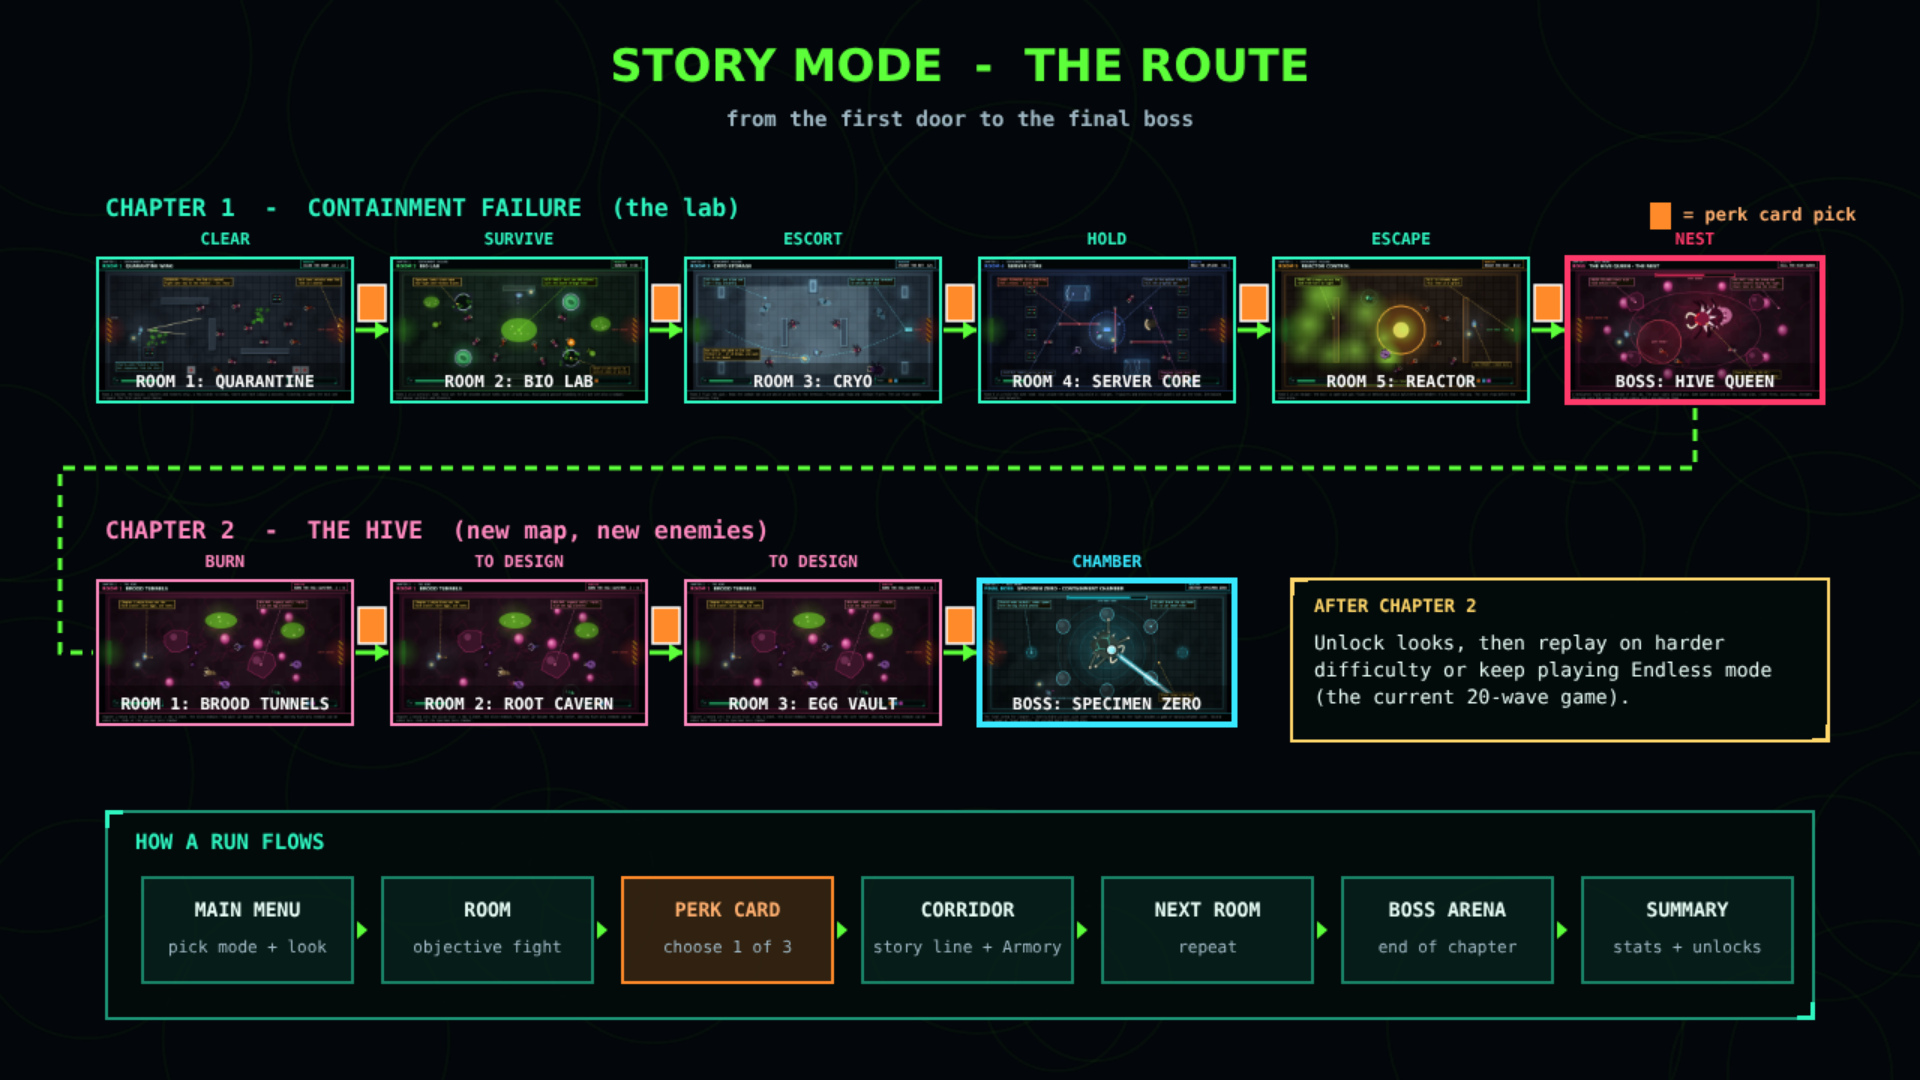 STORY MODE - THE ROUTE
from the first door to the final boss
CHAPTER 1 - CONTAINMENT FAILURE (the lab)
= perk card pick
CLEAR
SURVIVE
ESCORT
HOLD
ESCAPE
NEST
ROOM 1: QUARANTINE
ROOM 2: BIO LAB
ROOM 3: CRYO
ROOM 4: SERVER CORE
ROOM 5: REACTOR
BOSS: HIVE QUEEN
CHAPTER 2 - THE HIVE (new map, new enemies)
BURN
TO DESIGN
TO DESIGN
CHAMBER
ROOM 1: BROOD TUNNELS
ROOM 2: ROOT CAVERN
ROOM 3: EGG VAULT
BOSS: SPECIMEN ZERO
AFTER CHAPTER 2
Unlock looks, then replay on harder
difficulty or keep playing Endless mode
(the current 20-wave game).
HOW A RUN FLOWS
MAIN MENU
pick mode + look
ROOM
objective fight
PERK CARD
choose 1 of 3
CORRIDOR
story line + Armory
NEXT ROOM
repeat
BOSS ARENA
end of chapter
SUMMARY
stats + unlocks